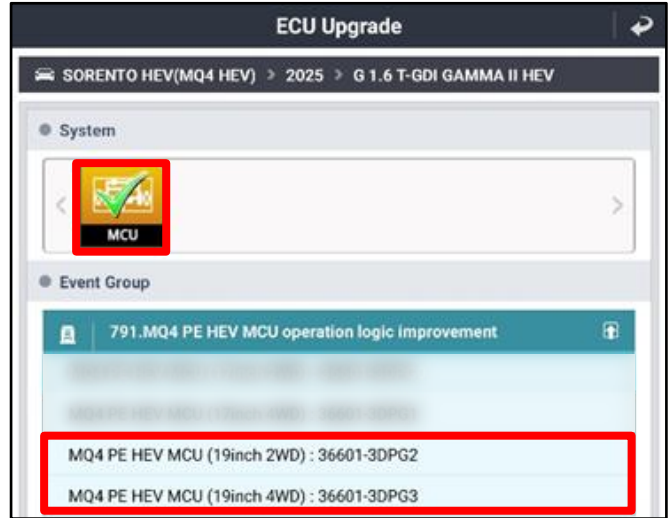 ECU Upgrade
SORENTO HEV(MQ4 HEV) > 2025 > G 1.6 T-GDI GAMMA II HEV
System
MCU
Event Group
791.MQ4 PE HEV MCU operation logic improvement
MQ4 PE HEV MCU (19inch 2WD) : 36601-3DPG2
MQ4 PE HEV MCU (19inch 4WD) : 36601-3DPG3